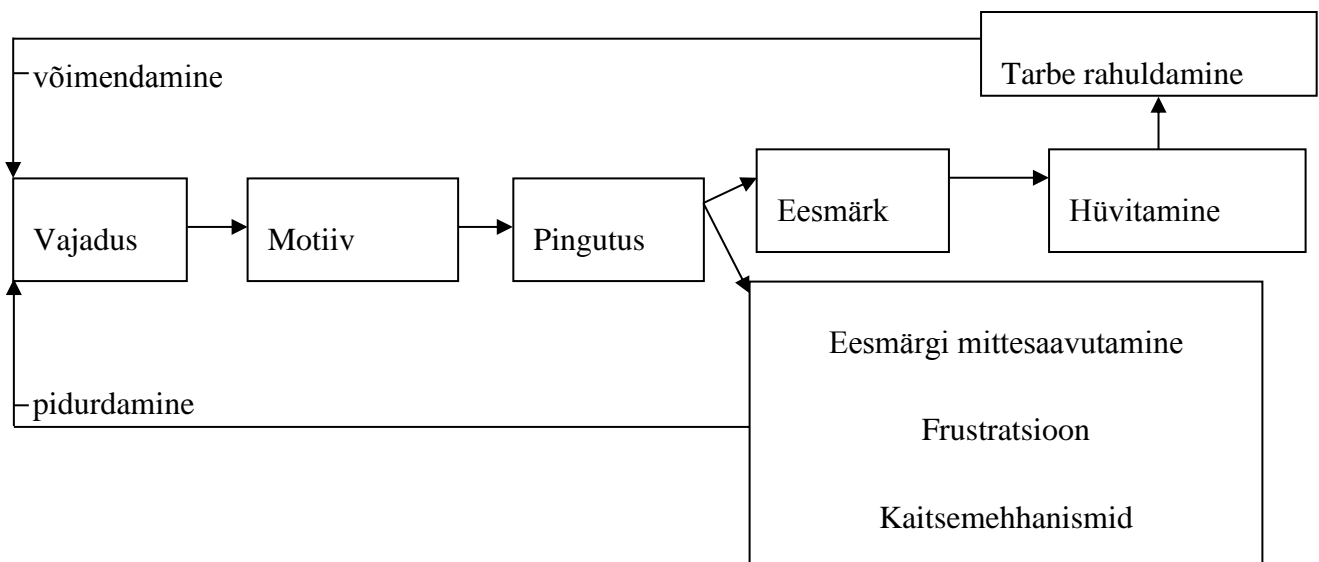 võimendamine
Tarbe rahuldamine
Vajadus
Motiiv
Pingutus
Eesmärk
Hüvitamine
Eesmärgi mittesaavutamine
pidurdamine
Frustratsioon
Kaitsemehhanismid